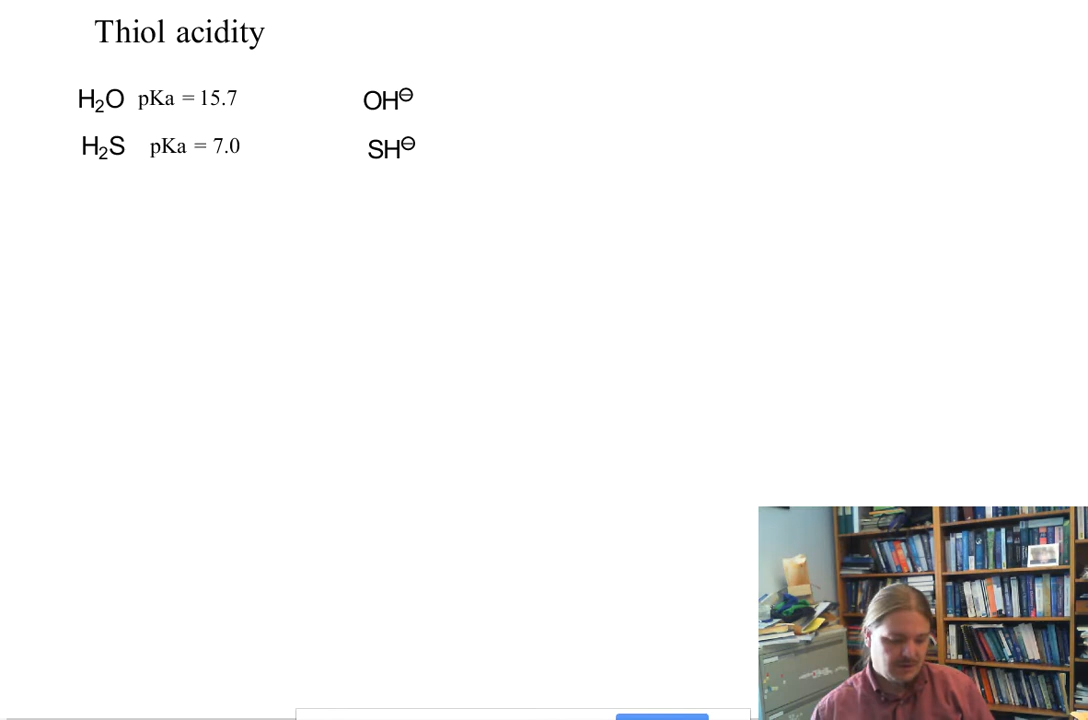 Thiol acidity
H₂O pKa = 15.7 OH⊖
H₂S pKa = 7.0 SH⊖